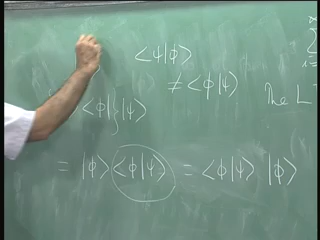 ⟨ψ|φ⟩
≠ ⟨φ|ψ⟩
⟨φ|}|ψ⟩
The L
= |φ⟩ ⟨φ|ψ⟩ = ⟨φ|ψ⟩ |φ⟩